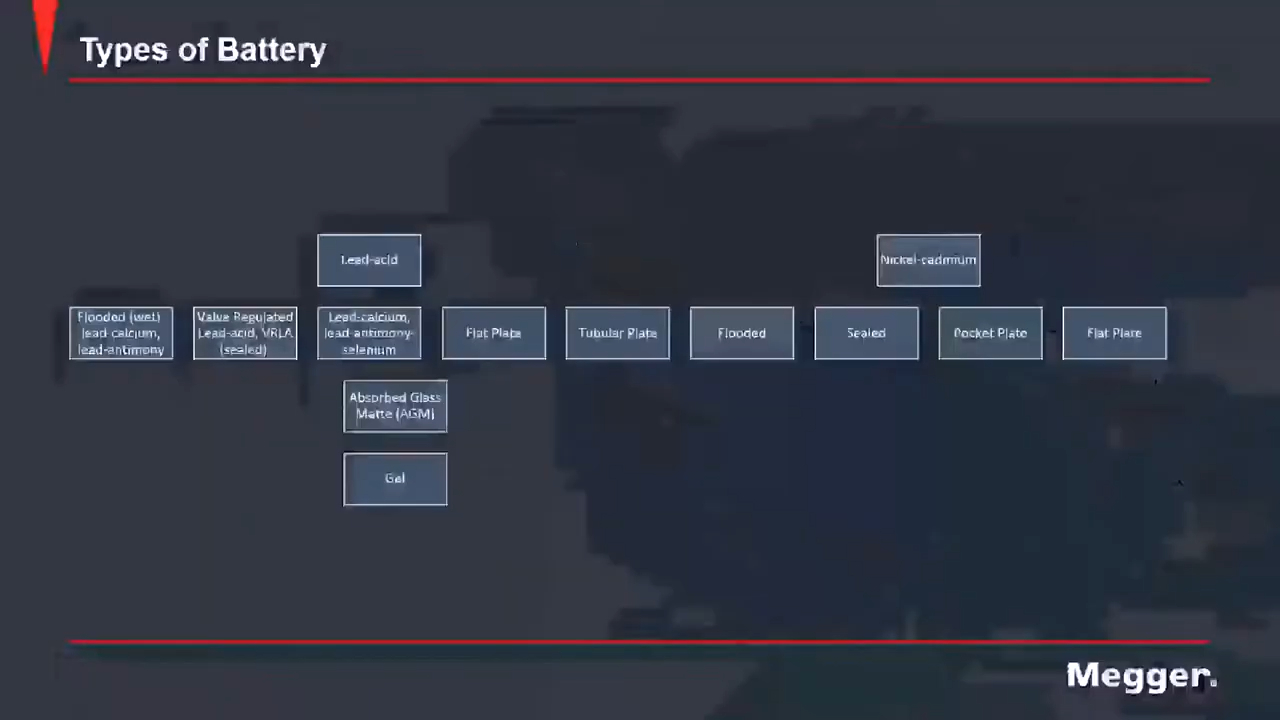 Types of Battery
Lead-acid
Nickel-cadmium
Flooded (wet)
lead-calcium,
lead-antimony
Valve Regulated
Lead-acid, VRLA
(sealed)
Lead-calcium,
lead-antimony-
selenium
Flat Plate
Tubular Plate
Flooded
Sealed
Pocket Plate
Flat Plate
Absorbed Glass
Matte (AGM)
Gel
Megger.